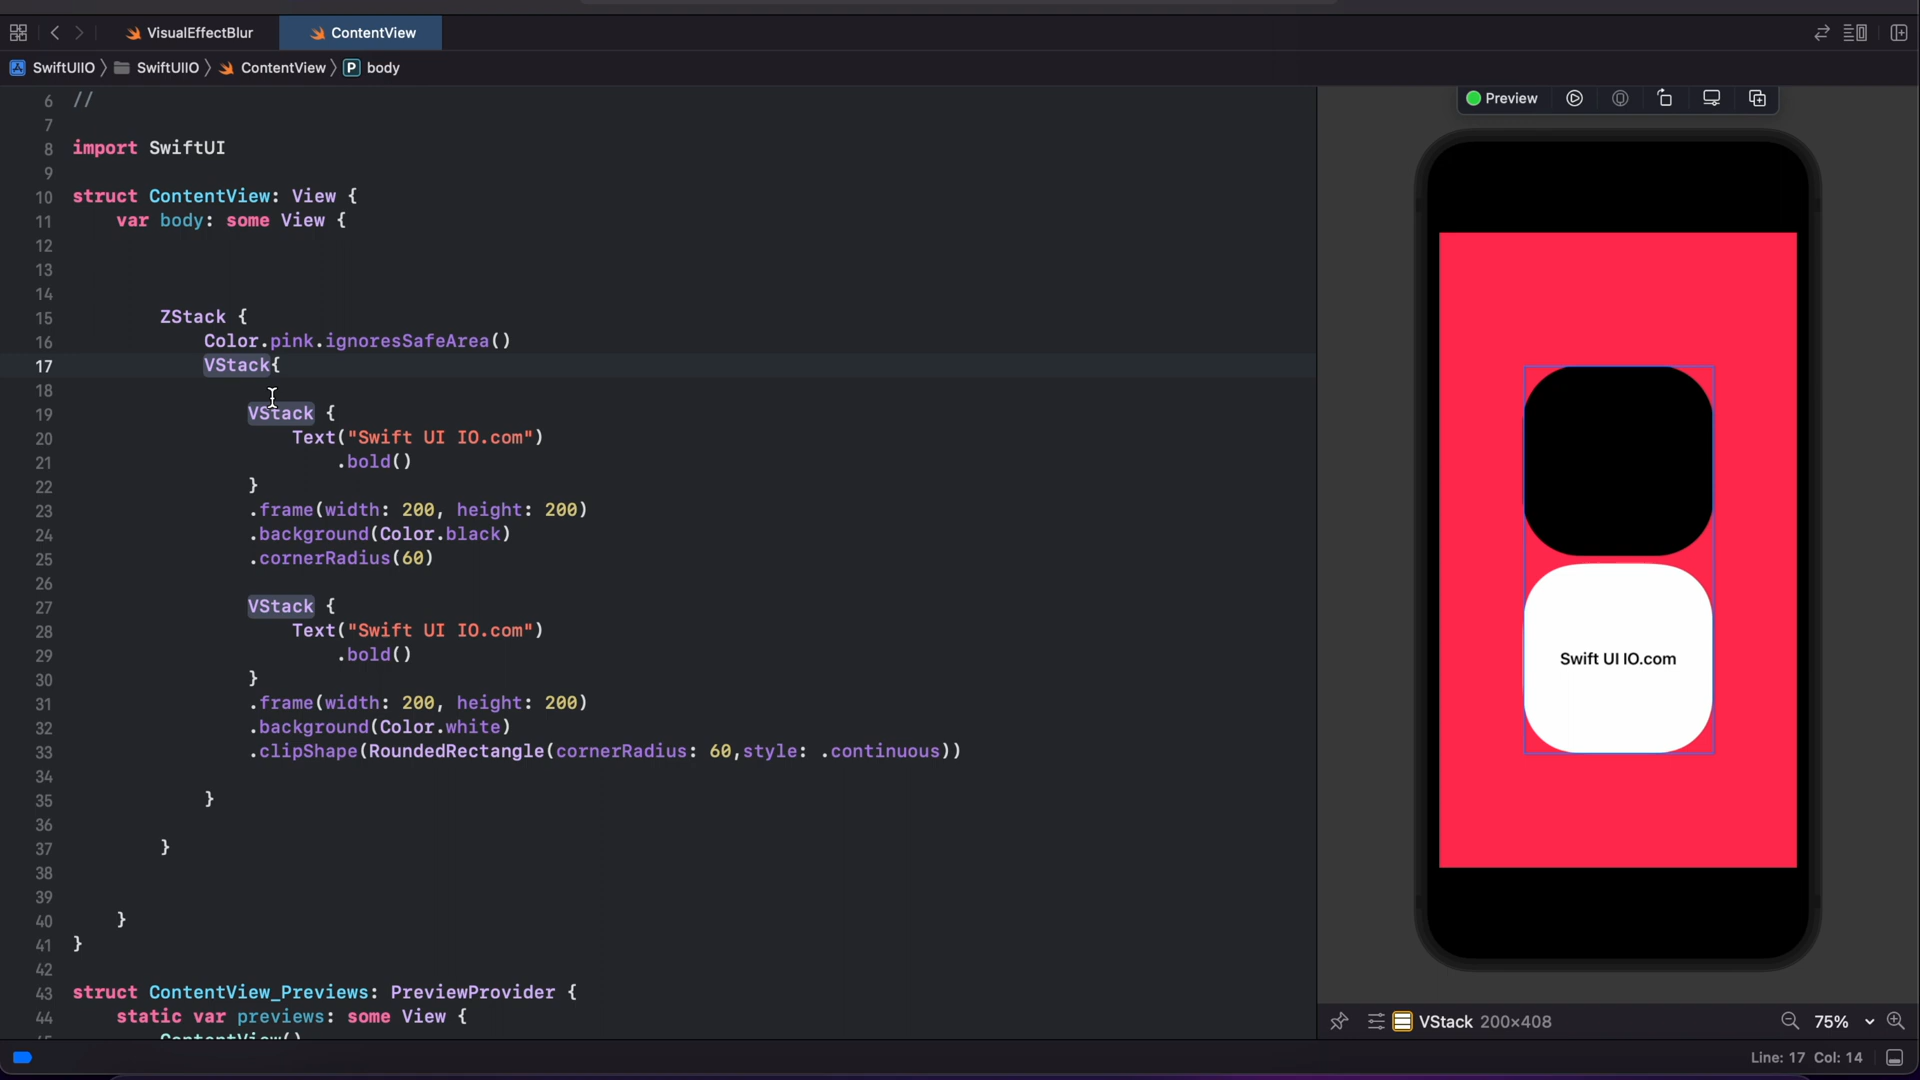 VisualEffectBlur
ContentView
SwiftUIIO
SwiftUIIO
ContentView
P
body
6 //
7
8 import SwiftUI
9
10 struct ContentView: View {
11 var body: some View {
12
13
14
15 ZStack {
16 Color.pink.ignoresSafeArea()
17 VStack{
18
19 VStack {
20 Text("Swift UI IO.com")
21 .bold()
22 }
23 .frame(width: 200, height: 200)
24 .background(Color.black)
25 .cornerRadius(60)
26
27 VStack {
28 Text("Swift UI IO.com")
29 .bold()
30 }
31 .frame(width: 200, height: 200)
32 .background(Color.white)
33 .clipShape(RoundedRectangle(cornerRadius: 60,style: .continuous))
34
35 }
36
37 }
38
39
40 }
41 }
42
43 struct ContentView_Previews: PreviewProvider {
44 static var previews: some View {
Preview
Swift UI IO.com
VStack 200×408
75%
Line: 17 Col: 14